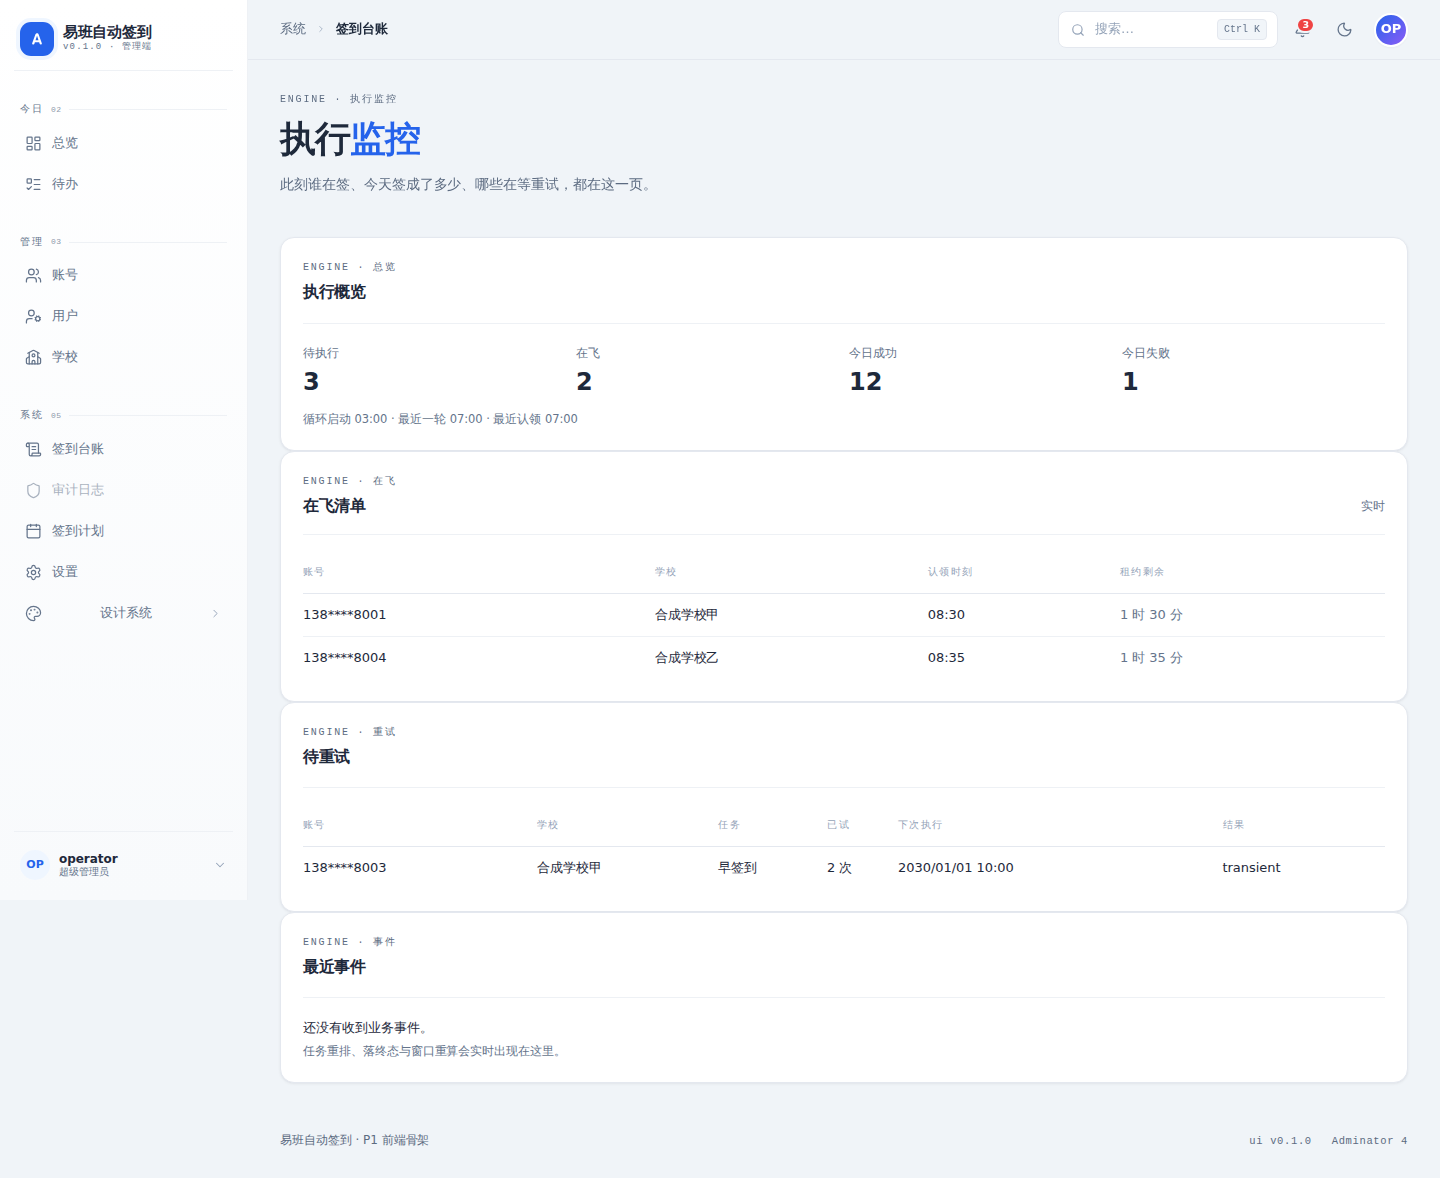 A
易班自动签到
v0.1.0 · 管理端
今日 02
总览
待办
管理 03
账号
用户
学校
系统 05
签到台账
审计日志
签到计划
设置
设计系统
OP
operator
超级管理员
系统 › 签到台账
搜索… Ctrl K
3
OP
ENGINE · 执行监控
执行监控
此刻谁在签、今天签成了多少、哪些在等重试，都在这一页。
ENGINE · 总览
执行概览
待执行 在飞 今日成功 今日失败
3 2 12 1
循环启动 03:00 · 最近一轮 07:00 · 最近认领 07:00
ENGINE · 在飞
在飞清单 实时
账号 学校 认领时刻 租约剩余
138****8001 合成学校甲 08:30 1 时 30 分
138****8004 合成学校乙 08:35 1 时 35 分
ENGINE · 重试
待重试
账号 学校 任务 已试 下次执行 结果
138****8003 合成学校甲 早签到 2 次 2030/01/01 10:00 transient
ENGINE · 事件
最近事件
还没有收到业务事件。
任务重排、落终态与窗口重算会实时出现在这里。
易班自动签到 · P1 前端骨架 ui v0.1.0 Adminator 4